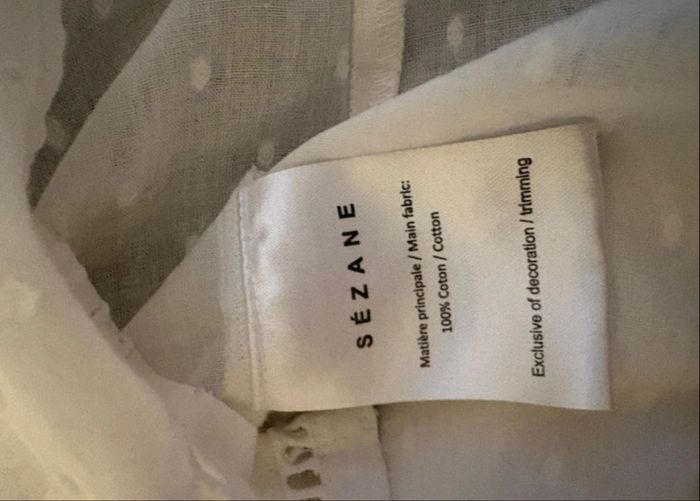 SÉZANE
Matière principale / Main fabric:
100% Coton / Cotton
Exclusive of decoration / trimming